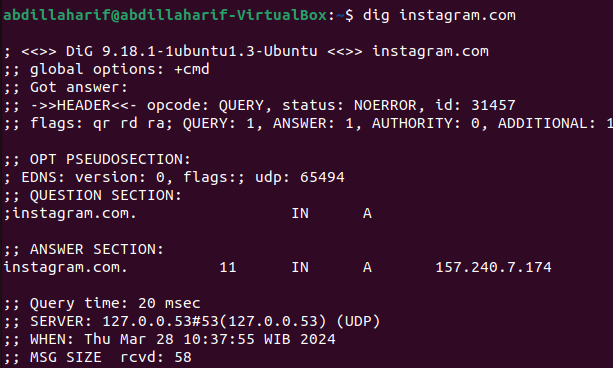 abdillaharif@abdillaharif-VirtualBox:~$ dig instagram.com
; <<>> DiG 9.18.1-1ubuntu1.3-Ubuntu <<>> instagram.com
;; global options: +cmd
;; Got answer:
;; ->>HEADER<<- opcode: QUERY, status: NOERROR, id: 31457
;; flags: qr rd ra; QUERY: 1, ANSWER: 1, AUTHORITY: 0, ADDITIONAL: 1
;; OPT PSEUDOSECTION:
; EDNS: version: 0, flags:; udp: 65494
;; QUESTION SECTION:
;instagram.com. IN A
;; ANSWER SECTION:
instagram.com. 11 IN A 157.240.7.174
;; Query time: 20 msec
;; SERVER: 127.0.0.53#53(127.0.0.53) (UDP)
;; WHEN: Thu Mar 28 10:37:55 WIB 2024
;; MSG SIZE rcvd: 58